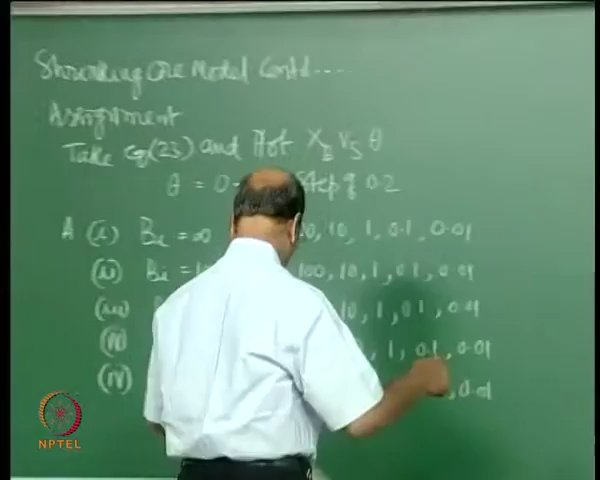 Shrinking Core Model Contd....
Assignment
Take eq(23) and Plot XB vs θ
θ = 0 Step of 0.2
A (i) Bi = ∞ 0, 10, 1, 0.1, 0.01
(ii) Bi = 100, 10, 1, 0.1, 0.01
(iii) 10, 1, 0.1, 0.01
(iv) , 1, 0.1, 0.01
(v) , 0.01
NPTEL